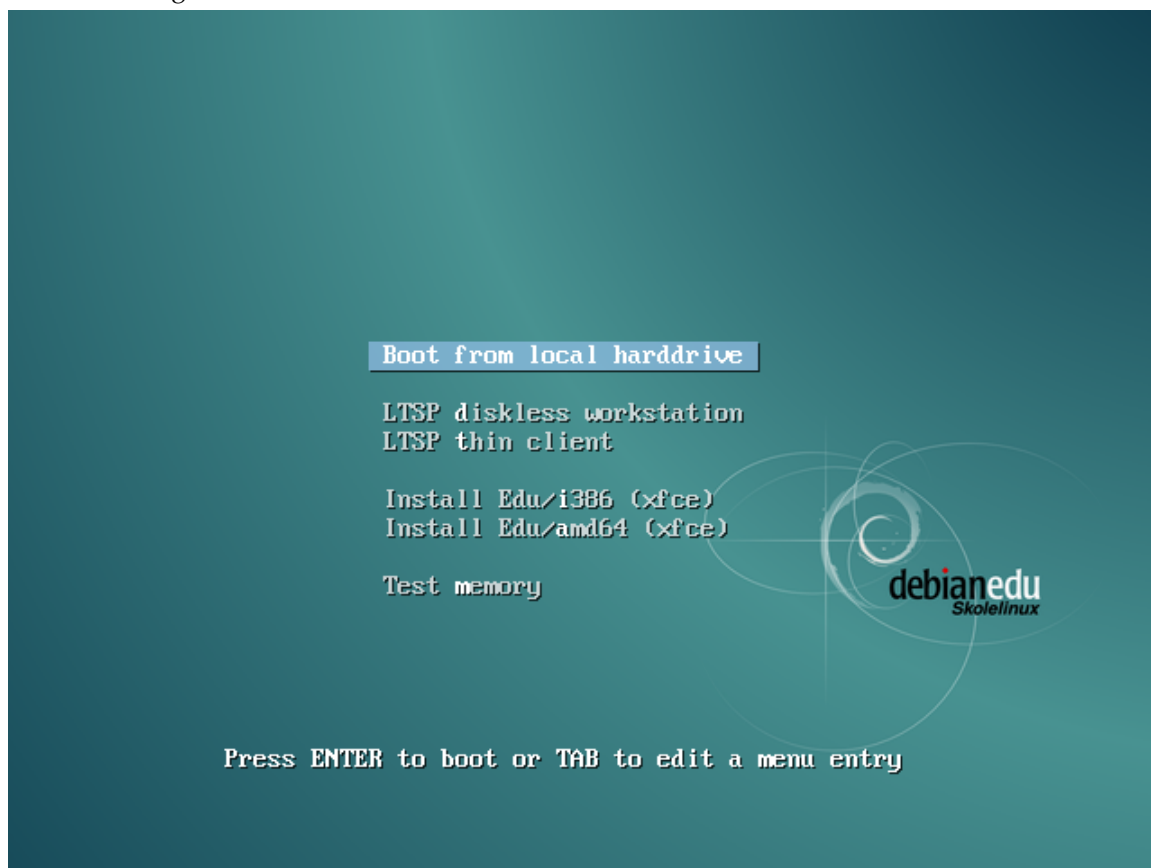 Boot from local harddrive
LTSP diskless workstation
LTSP thin client
Install Edu/i386 (xfce)
Install Edu/amd64 (xfce)
Test memory
debianedu
Skolelinux
Press ENTER to boot or TAB to edit a menu entry